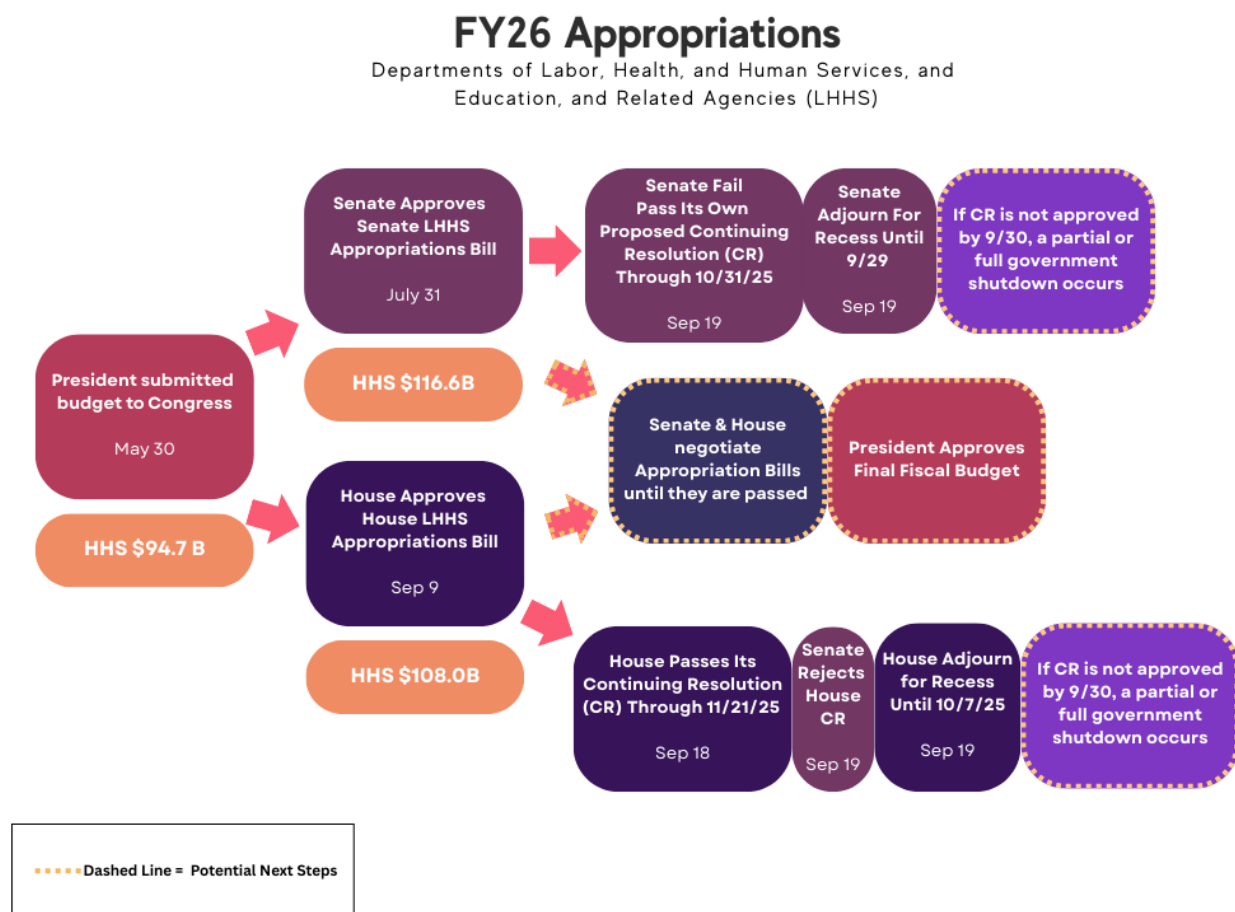 FY26 Appropriations
Departments of Labor, Health, and Human Services, and
Education, and Related Agencies (LHHS)
President submitted
budget to Congress
May 30
HHS $94.7 B
Senate Approves
Senate LHHS
Appropriations Bill
July 31
HHS $116.6B
Senate Fail
Pass Its Own
Proposed Continuing
Resolution (CR)
Through 10/31/25
Sep 19
Senate
Adjourn For
Recess Until
9/29
Sep 19
If CR is not approved
by 9/30, a partial or
full government
shutdown occurs
Senate & House
negotiate
Appropriation Bills
until they are passed
President Approves
Final Fiscal Budget
House Approves
House LHHS
Appropriations Bill
Sep 9
HHS $108.0B
House Passes Its
Continuing Resolution
(CR) Through 11/21/25
Sep 18
Senate
Rejects
House
CR
Sep 19
House Adjourn
for Recess
Until 10/7/25
Sep 19
If CR is not approved
by 9/30, a partial or
full government
shutdown occurs
Dashed Line = Potential Next Steps